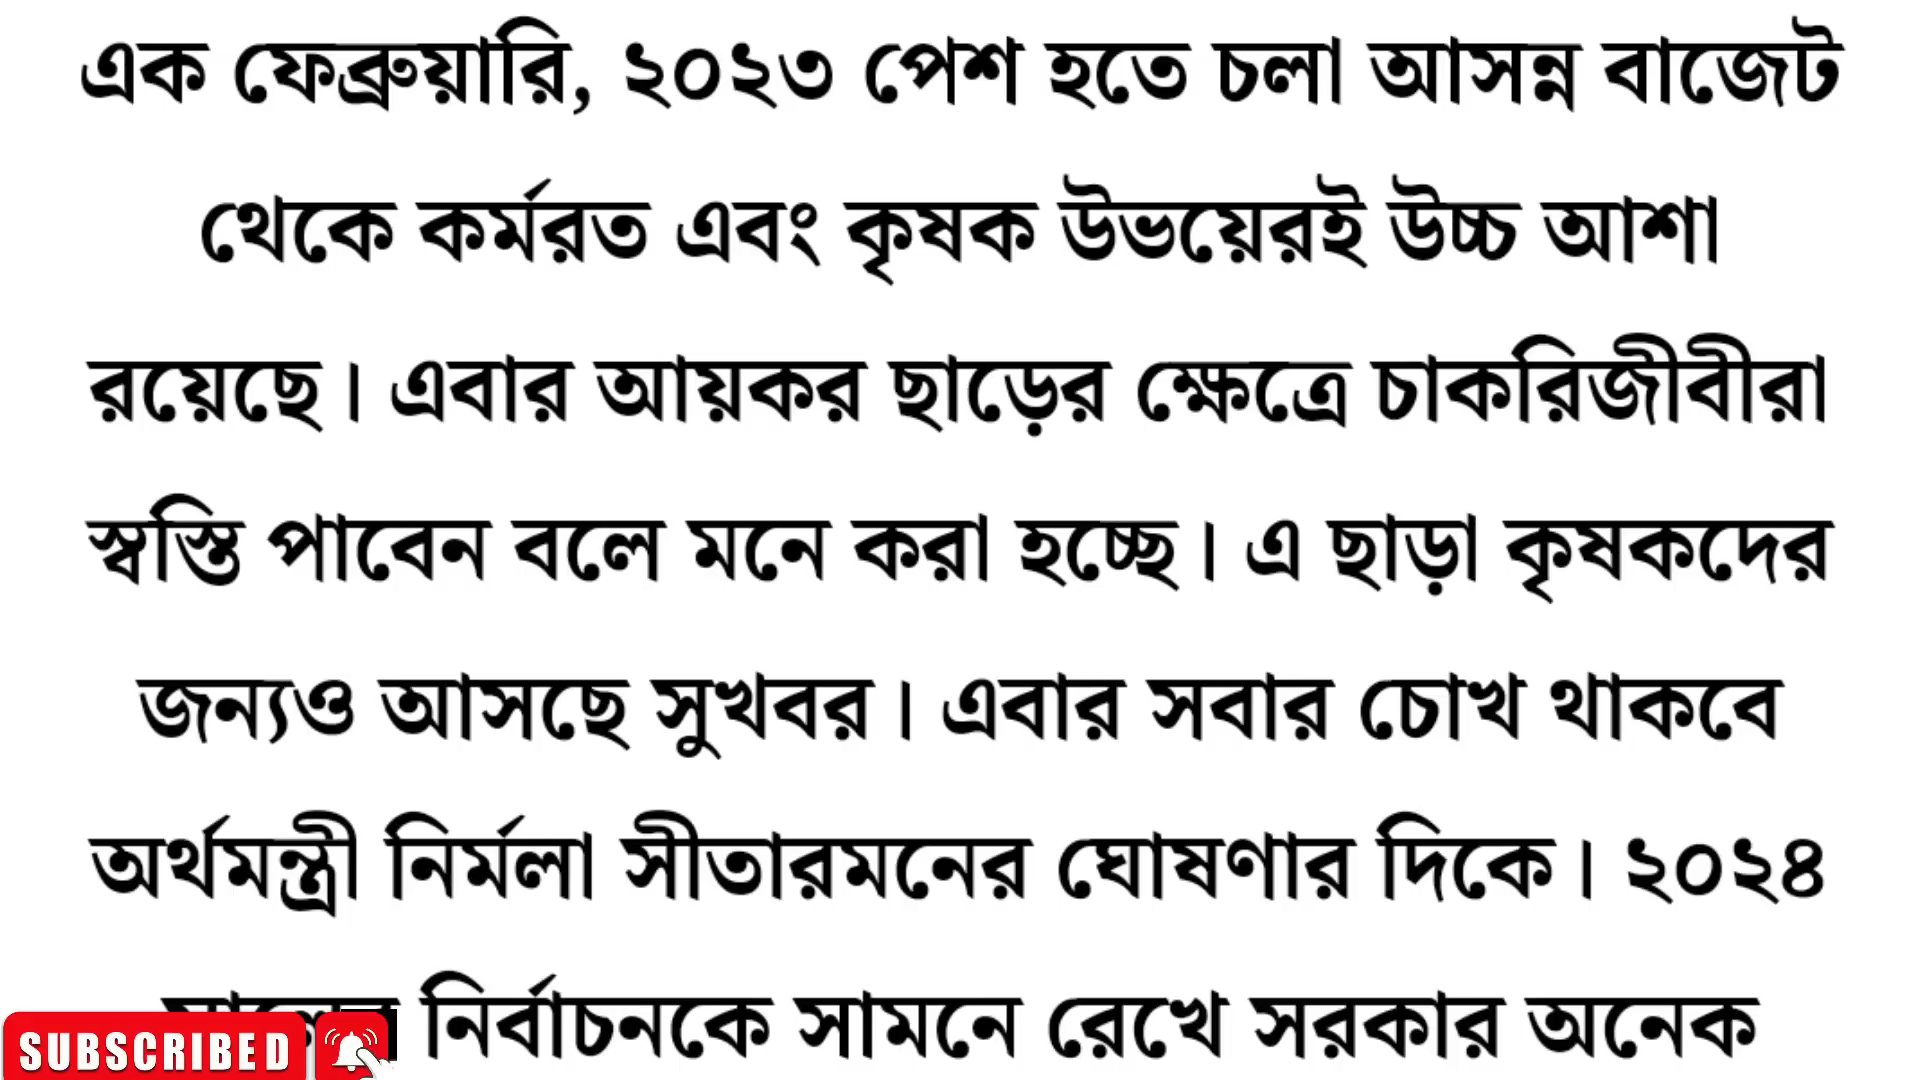 এক ফেব্রুয়ারি, ২০২৩ পেশ হতে চলা আসন্ন বাজেট
থেকে কর্মরত এবং কৃষক উভয়েরই উচ্চ আশা
রয়েছে। এবার আয়কর ছাড়ের ক্ষেত্রে চাকরিজীবীরা
স্বস্তি পাবেন বলে মনে করা হচ্ছে। এ ছাড়া কৃষকদের
জন্যও আসছে সুখবর। এবার সবার চোখ থাকবে
অর্থমন্ত্রী নির্মলা সীতারমনের ঘোষণার দিকে। ২০২৪
নির্বাচনকে সামনে রেখে সরকার অনেক
SUBSCRIBED